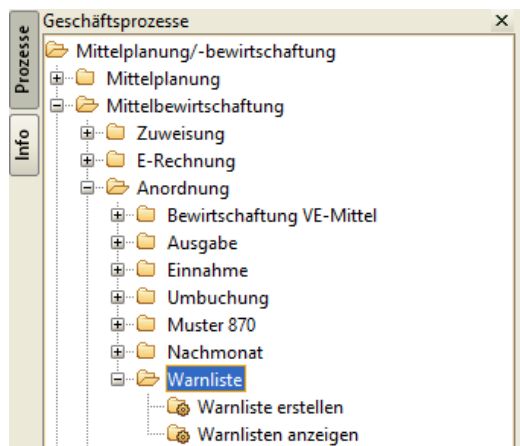 Geschäftsprozesse
Prozesse
Info
Mittelplanung/-bewirtschaftung
Mittelplanung
Mittelbewirtschaftung
Zuweisung
E-Rechnung
Anordnung
Bewirtschaftung VE-Mittel
Ausgabe
Einnahme
Umbuchung
Muster 870
Nachmonat
Warnliste
Warnliste erstellen
Warnlisten anzeigen